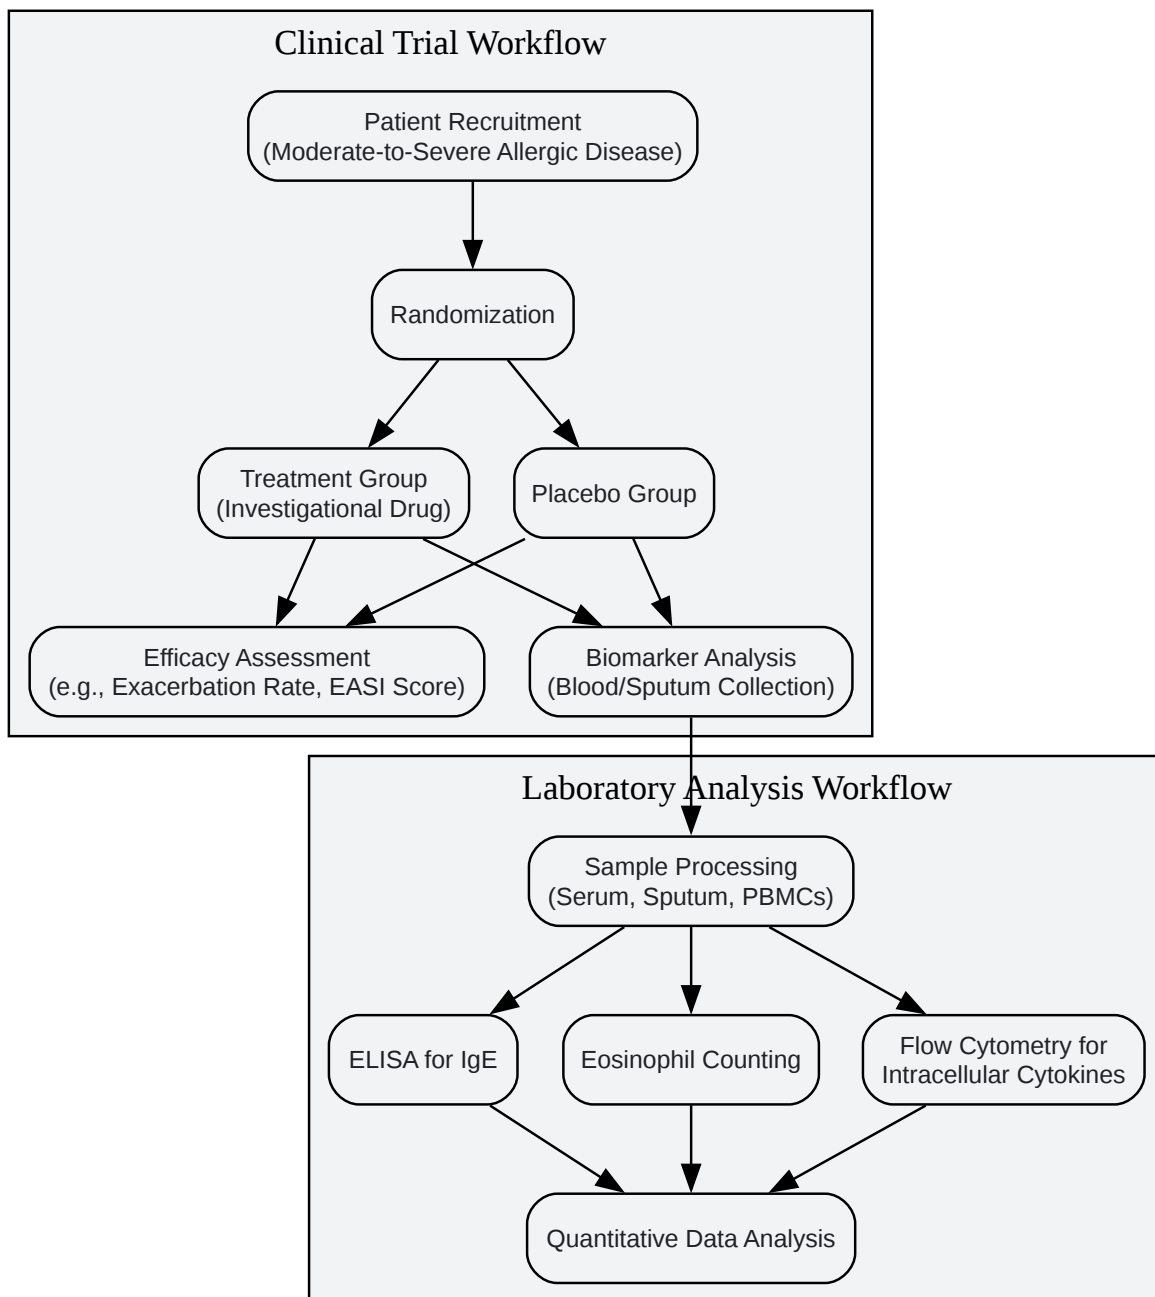 Clinical Trial Workflow
Patient Recruitment
(Moderate-to-Severe Allergic Disease)
Randomization
Treatment Group
(Investigational Drug)
Placebo Group
Efficacy Assessment
(e.g., Exacerbation Rate, EASI Score)
Biomarker Analysis
(Blood/Sputum Collection)
Laboratory Analysis Workflow
Sample Processing
(Serum, Sputum, PBMCs)
ELISA for IgE
Eosinophil Counting
Flow Cytometry for
Intracellular Cytokines
Quantitative Data Analysis